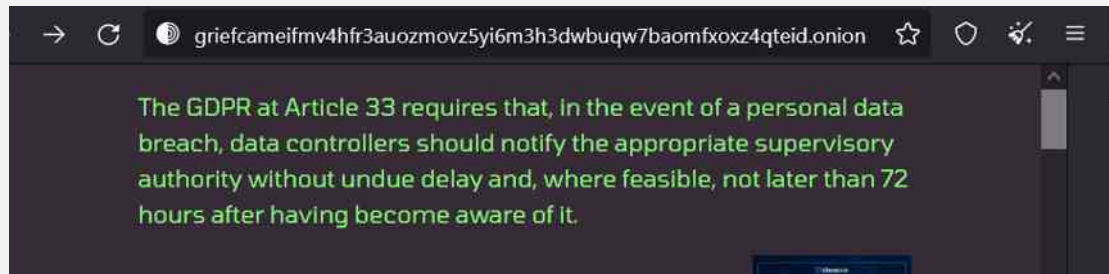 griefcameifmv4hfr3auozmovz5yi6m3h3dwbuqw7baomfxoxz4qteid.onion
The GDPR at Article 33 requires that, in the event of a personal data
breach, data controllers should notify the appropriate supervisory
authority without undue delay and, where feasible, not later than 72
hours after having become aware of it.